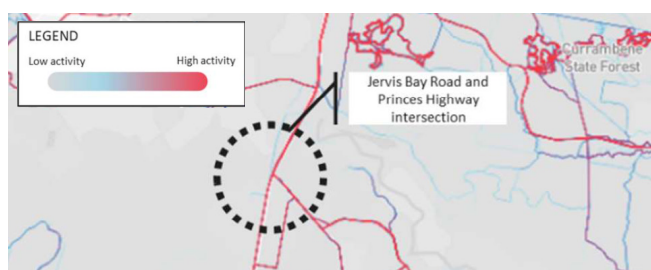 LEGEND
Low activity
High activity
Jervis Bay Road and
Princes Highway
intersection
Currambene
State Forest